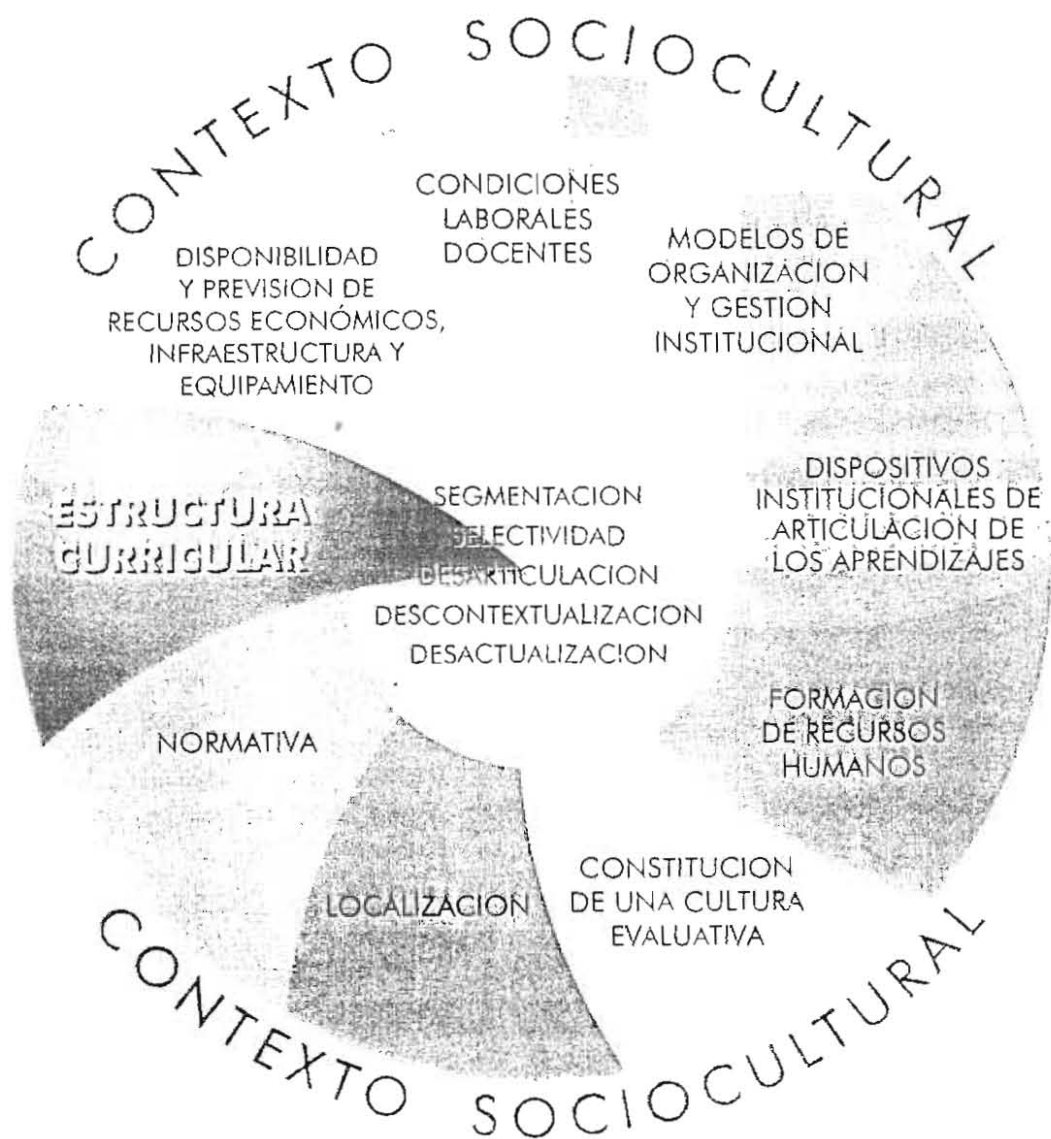 CONTEXTO SOCIOCULTURAL
CONDICIONES
LABORALES
DOCENTES
MODELOS DE
ORGANIZACION
Y GESTION
INSTITUCIONAL
DISPONIBILIDAD
Y PREVISION DE
RECURSOS ECONÓMICOS,
INFRAESTRUCTURA Y
EQUIPAMIENTO
ESTRUCTURA
CURRICULAR
SEGMENTACION
SELECTIVIDAD
DESARTICULACION
DESCONTEXTUALIZACION
DESACTUALIZACION
DISPOSITIVOS
INSTITUCIONALES DE
ARTICULACIÓN DE
LOS APRENDIZAJES
FORMACION
DE RECURSOS
HUMANOS
NORMATIVA
LOCALIZACION
CONSTITUCION
DE UNA CULTURA
EVALUATIVA
CONTEXTO SOCIOCULTURAL